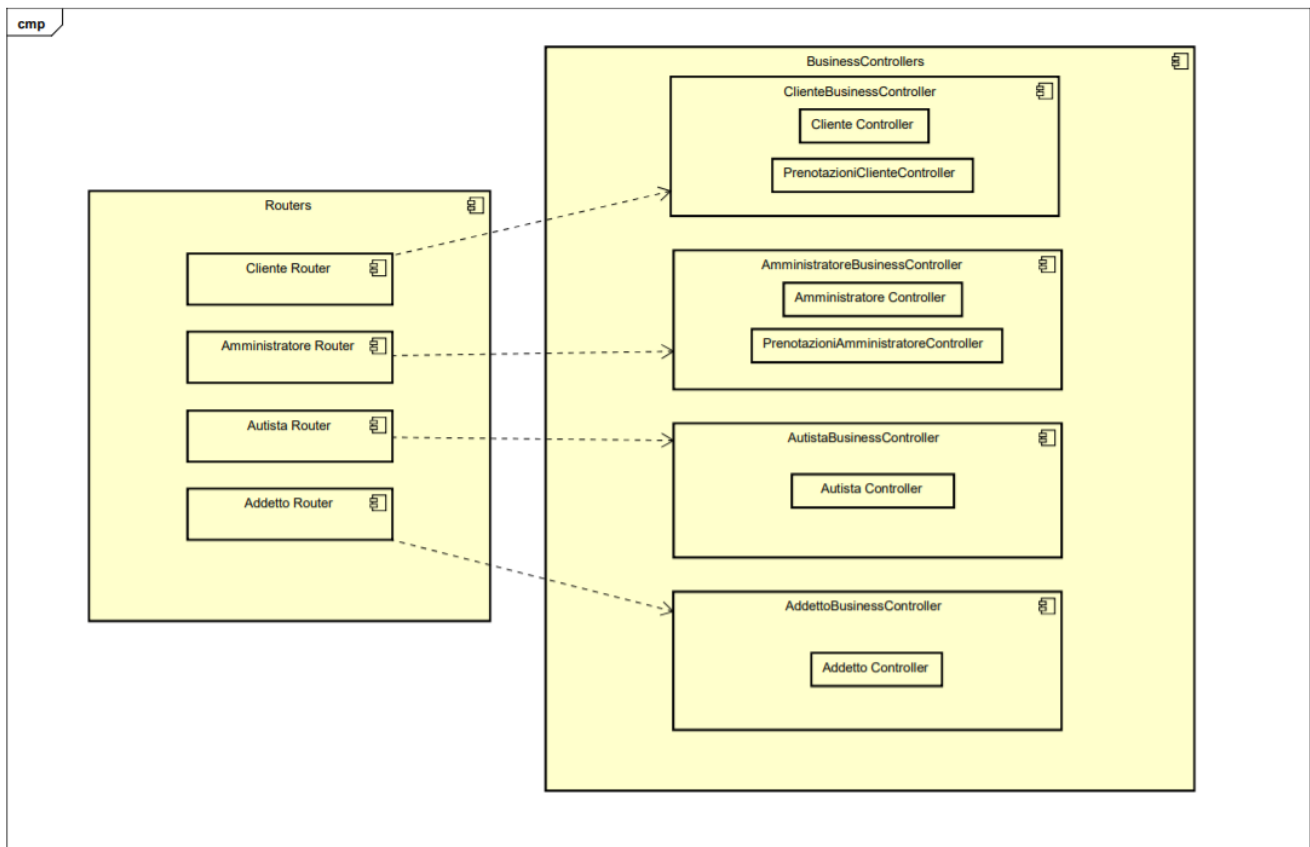 cmp
BusinessControllers
ClienteBusinessController
Cliente Controller
PrenotazioniClienteController
Routers
Cliente Router
Amministratore Router
Autista Router
Addetto Router
AmministratoreBusinessController
Amministratore Controller
PrenotazioniAmministratoreController
AutistaBusinessController
Autista Controller
AddettoBusinessController
Addetto Controller